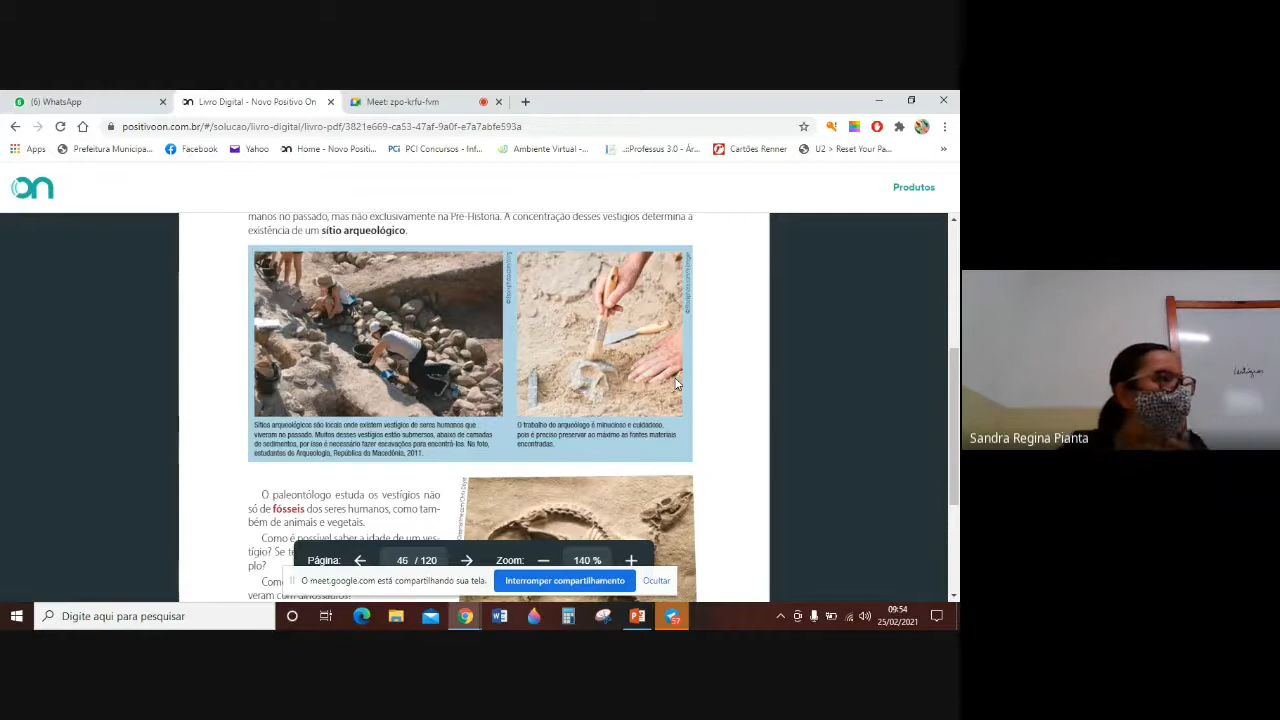 (6) WhatsApp
Livro Digital - Novo Positivo On
Meet: zpo-krfu-fvm
positivoon.com.br/#/solucao/livro-digital/livro-pdf/3821e669-ca53-47af-9a0f-e7a7abfe593a
Apps
Prefeitura Municipa...
Facebook
Yahoo
Home - Novo Positi...
PCI Concursos - Inf...
Ambiente Virtual -...
.::Professus 3.0 - Ár...
Cartões Renner
U2 > Reset Your Pa...
on
Produtos
manos no passado, mas não exclusivamente na Pré-História. A concentração desses vestígios determina a
existência de um sítio arqueológico.
Sítios arqueológicos são locais onde existem vestígios de seres humanos que
viveram no passado. Muitos desses vestígios estão submersos, abaixo de camadas
de sedimentos, por isso é necessário fazer escavações para encontrá-los. Na foto,
estudantes de Arqueologia, República da Macedônia, 2011.
O trabalho do arqueólogo é minucioso e cuidadoso,
pois é preciso preservar ao máximo as fontes materiais
encontradas.
O paleontólogo estuda os vestígios não
só de fósseis dos seres humanos, como tam-
bém de animais e vegetais.
Como é possível saber a idade de um ves-
tígio? Se te
plo?
Com
veram com dinossauros?
Página:
46 / 120
Zoom:
140 %
O meet.google.com está compartilhando sua tela.
Interromper compartilhamento
Ocultar
Digite aqui para pesquisar
57
09:54
25/02/2021
Vestígios
Sandra Regina Pianta